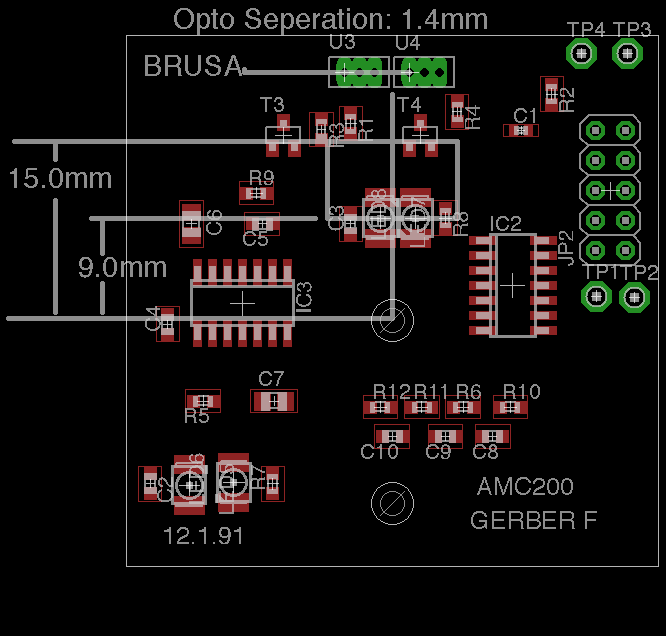 Opto Seperation: 1.4mm
U3 U4
TP4 TP3
BRUSA
T3 T4
R3 R1
R4
R2
C1
15.0mm
R9
C6
C5
C3
R8
IC2
JP2
9.0mm
TP1 TP2
IC3
C4
C7
R5
R12 R11 R6 R10
C10 C9 C8
C2
R7
AMC200
GERBER F
12.1.91